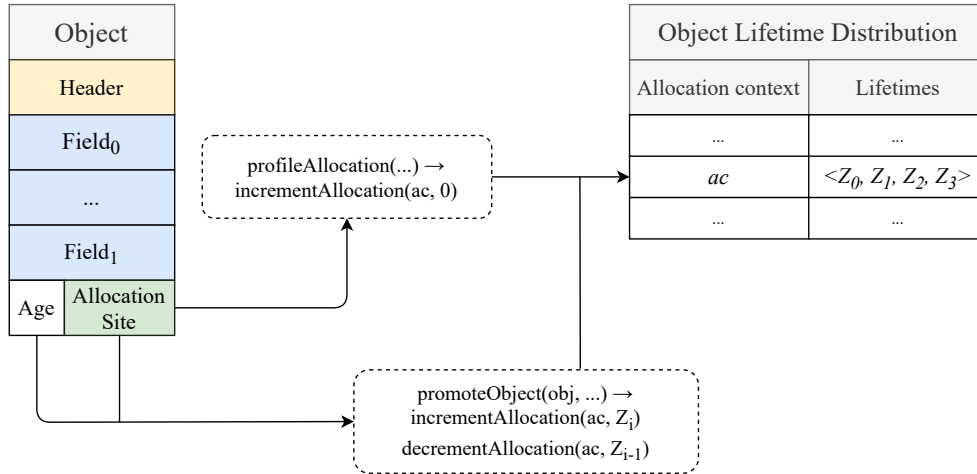 Object
Header
Field₀
...
Field₁
Age
Allocation
Site
profileAllocation(...) →
incrementAllocation(ac, 0)
promoteObject(obj, ...) →
incrementAllocation(ac, Zᵢ)
decrementAllocation(ac, Zᵢ₋₁)
Object Lifetime Distribution
Allocation context Lifetimes
... ...
ac <Z₀, Z₁, Z₂, Z₃>
... ...